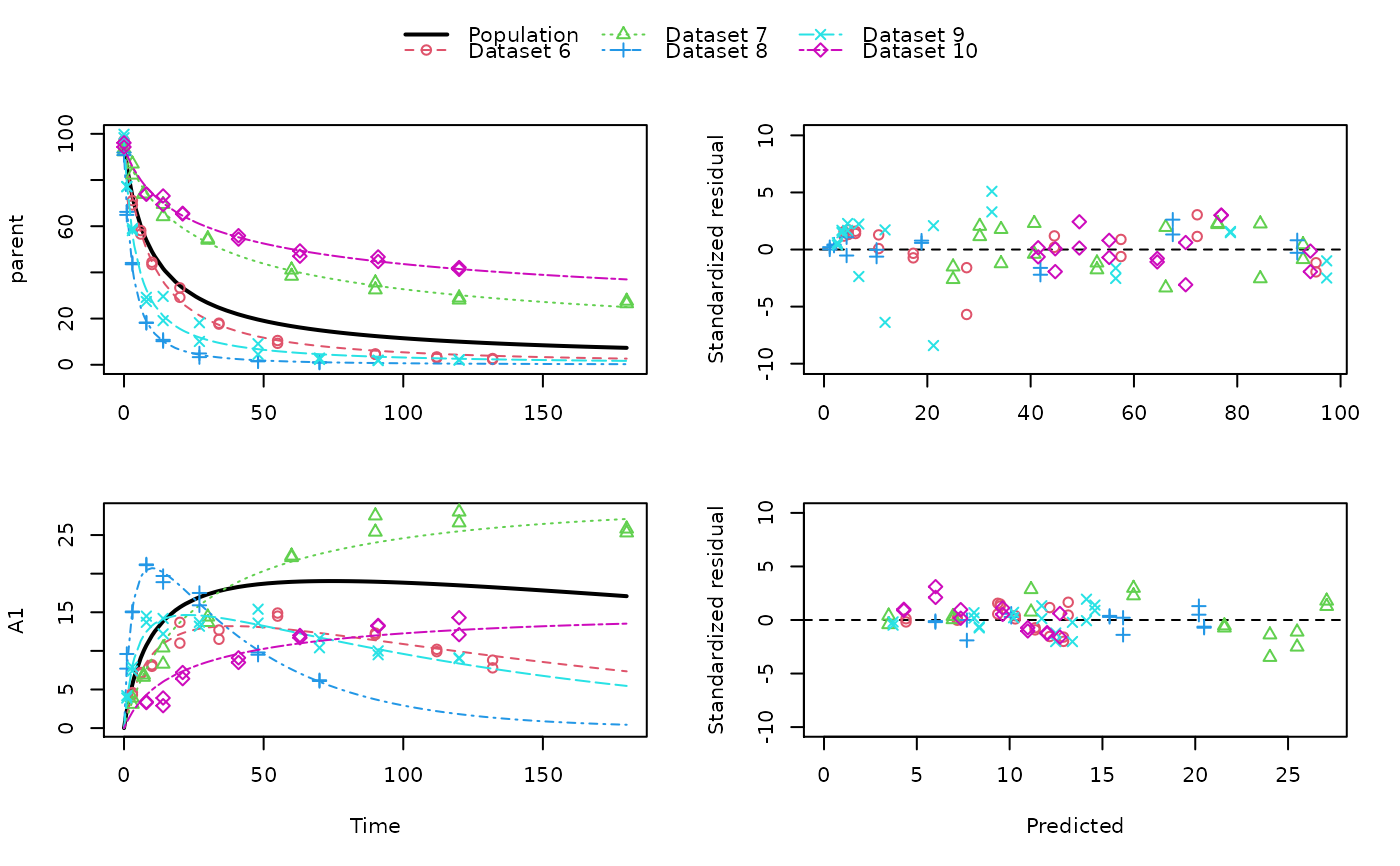 Population Dataset 7 Dataset 9
Dataset 6 Dataset 8 Dataset 10
parent
0 20 60 100
0 50 100 150
Standardized residual
-10 -5 0 5 10
0 20 40 60 80 100
A1
0 5 15 25
0 50 100 150
Time
Standardized residual
-10 -5 0 5 10
0 5 10 15 20 25
Predicted